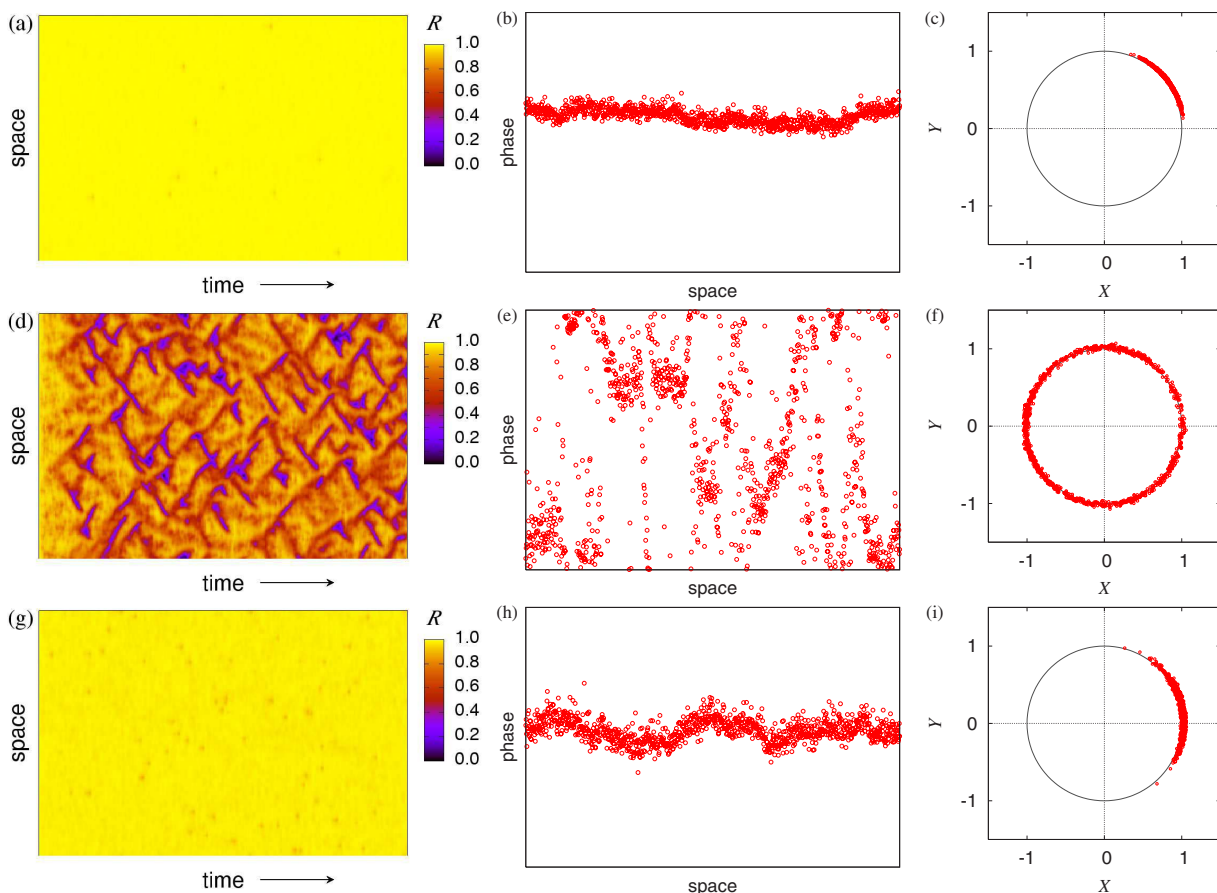 (a)
R
1.0
0.8
0.6
0.4
0.2
0.0
space
time
(b)
phase
space
(c)
1
0
-1
Y
-1 0 1
X
(d)
R
1.0
0.8
0.6
0.4
0.2
0.0
space
time
(e)
phase
space
(f)
1
0
-1
Y
-1 0 1
X
(g)
R
1.0
0.8
0.6
0.4
0.2
0.0
space
time
(h)
phase
space
(i)
1
0
-1
Y
-1 0 1
X